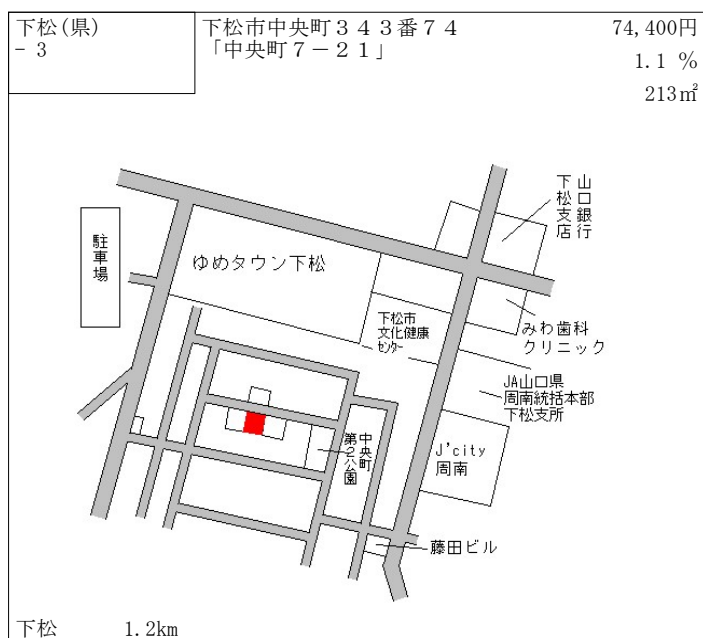 下松(県)
－3
下松市中央町３４３番７４
「中央町７－２１」
74,400円
1.1 %
213㎡
山口銀行
下松支店
駐車場
ゆめタウン下松
下松市
文化健康
センター
みわ歯科
クリニック
JA山口県
周南統括本部
下松支所
中央町
第2公園
J'city
周南
藤田ビル
下松 1.2km